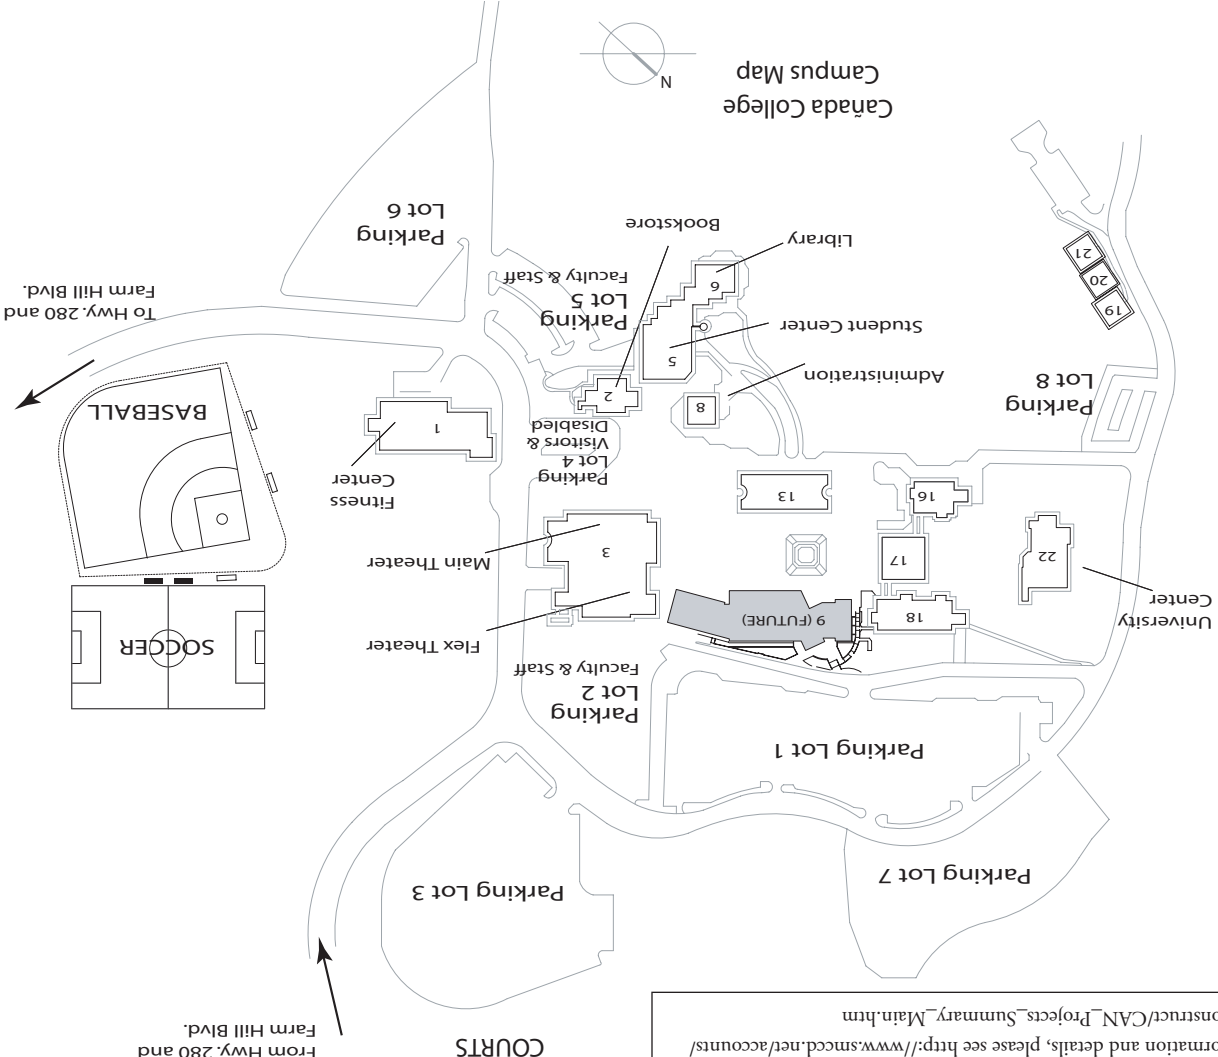 onstruct/CAN_Projects_Summary_Main.htm
ormation and details, please see http://www.smccd.net/accounts/
COURTS
From Hwy. 280 and
Farm Hill Blvd.
Parking Lot 7
Parking Lot 3
Parking Lot 1
Parking
Lot 2
Faculty & Staff
SOCCER
Flex Theater
University
Center
18
9 (FUTURE)
17
22
3
Main Theater
16
13
Fitness
Center
Parking
Lot 4
Visitors &
Disabled
1
BASEBALL
2
8
Parking
Lot 8
Administration
5
Student Center
Parking
Lot 5
Faculty & Staff
19
20
21
6
Library
Bookstore
To Hwy. 280 and
Farm Hill Blvd.
Parking
Lot 6
Cañada College
Campus Map
N